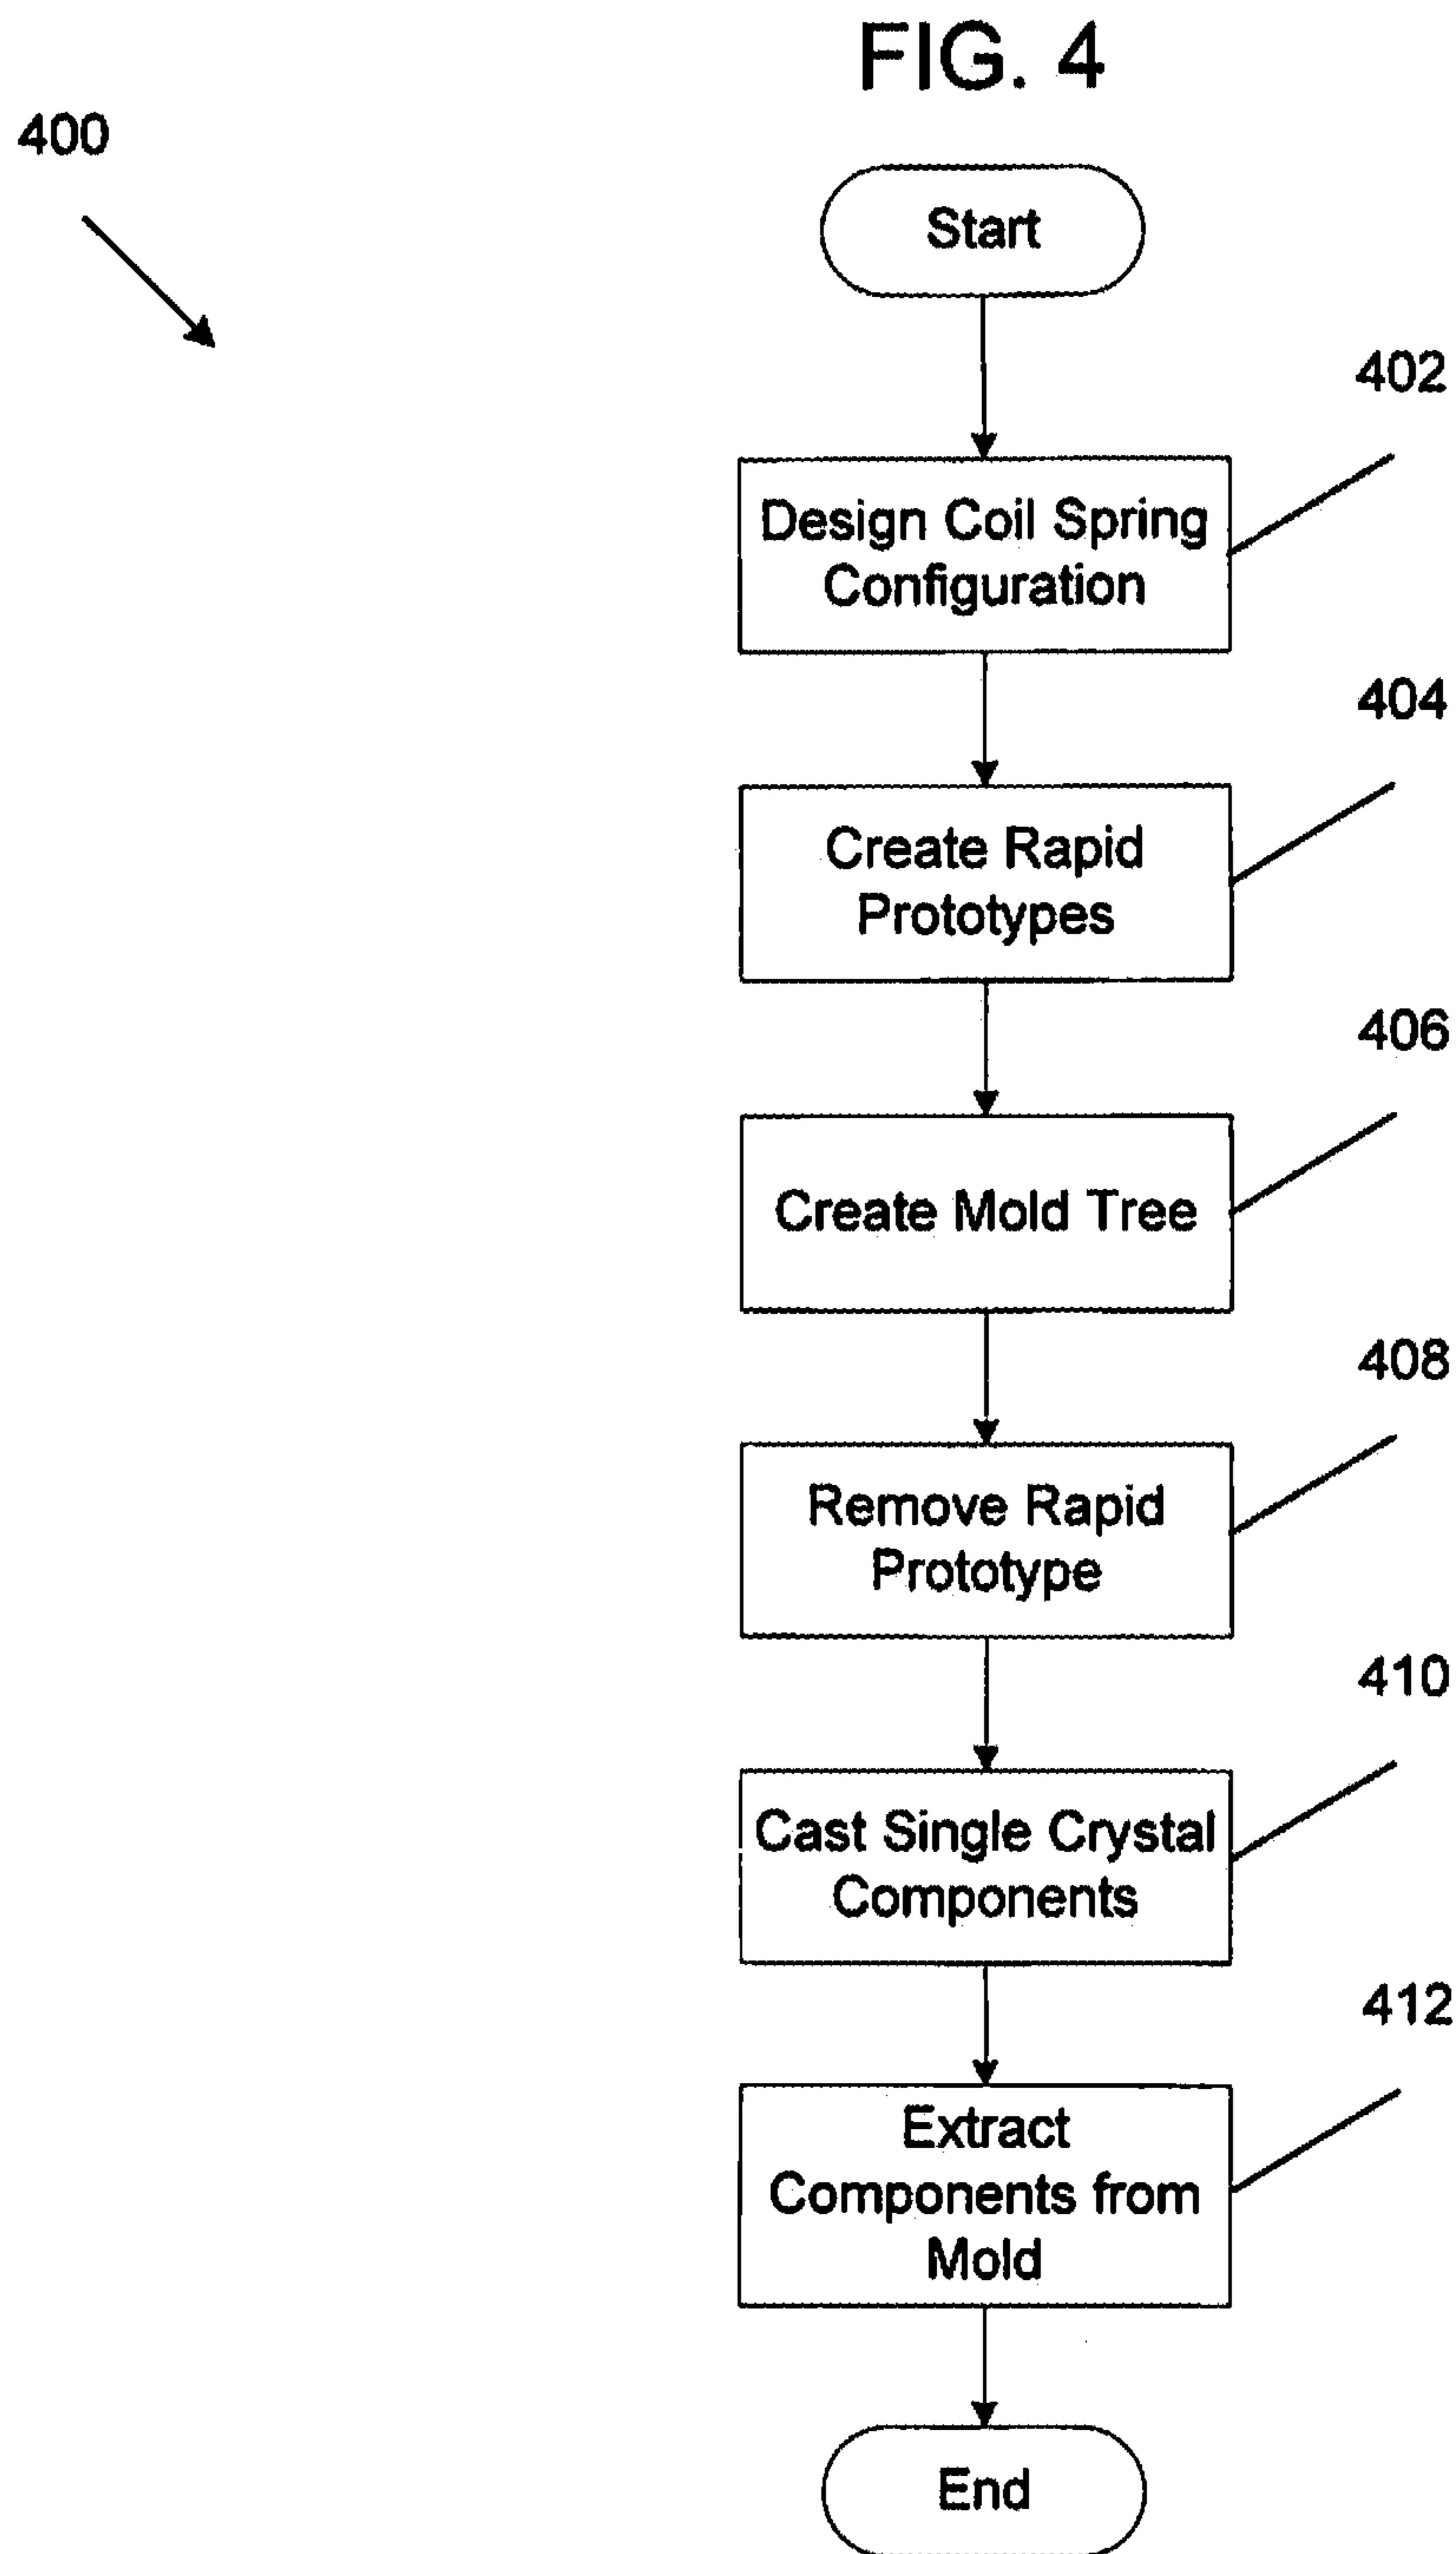 FIG. 4
400
Start
402
Design Coil Spring
Configuration
404
Create Rapid
Prototypes
406
Create Mold Tree
408
Remove Rapid
Prototype
410
Cast Single Crystal
Components
412
Extract
Components from
Mold
End